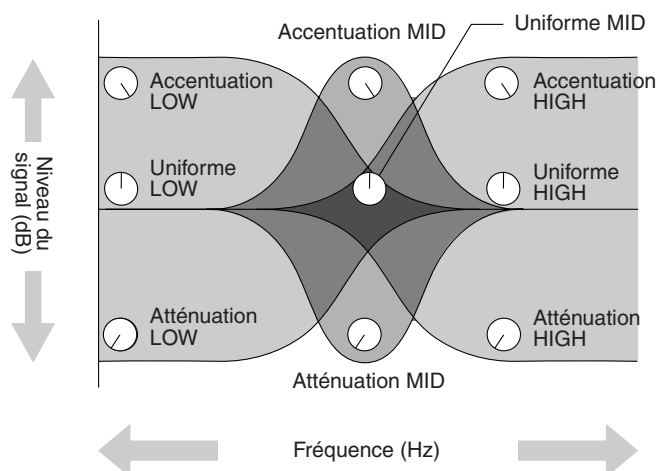 Uniforme MID
Accentuation MID
Accentuation
LOW
Accentuation
HIGH
Uniforme
LOW
Uniforme
HIGH
Niveau du
signal (dB)
Atténuation
LOW
Atténuation
HIGH
Atténuation MID
Fréquence (Hz)